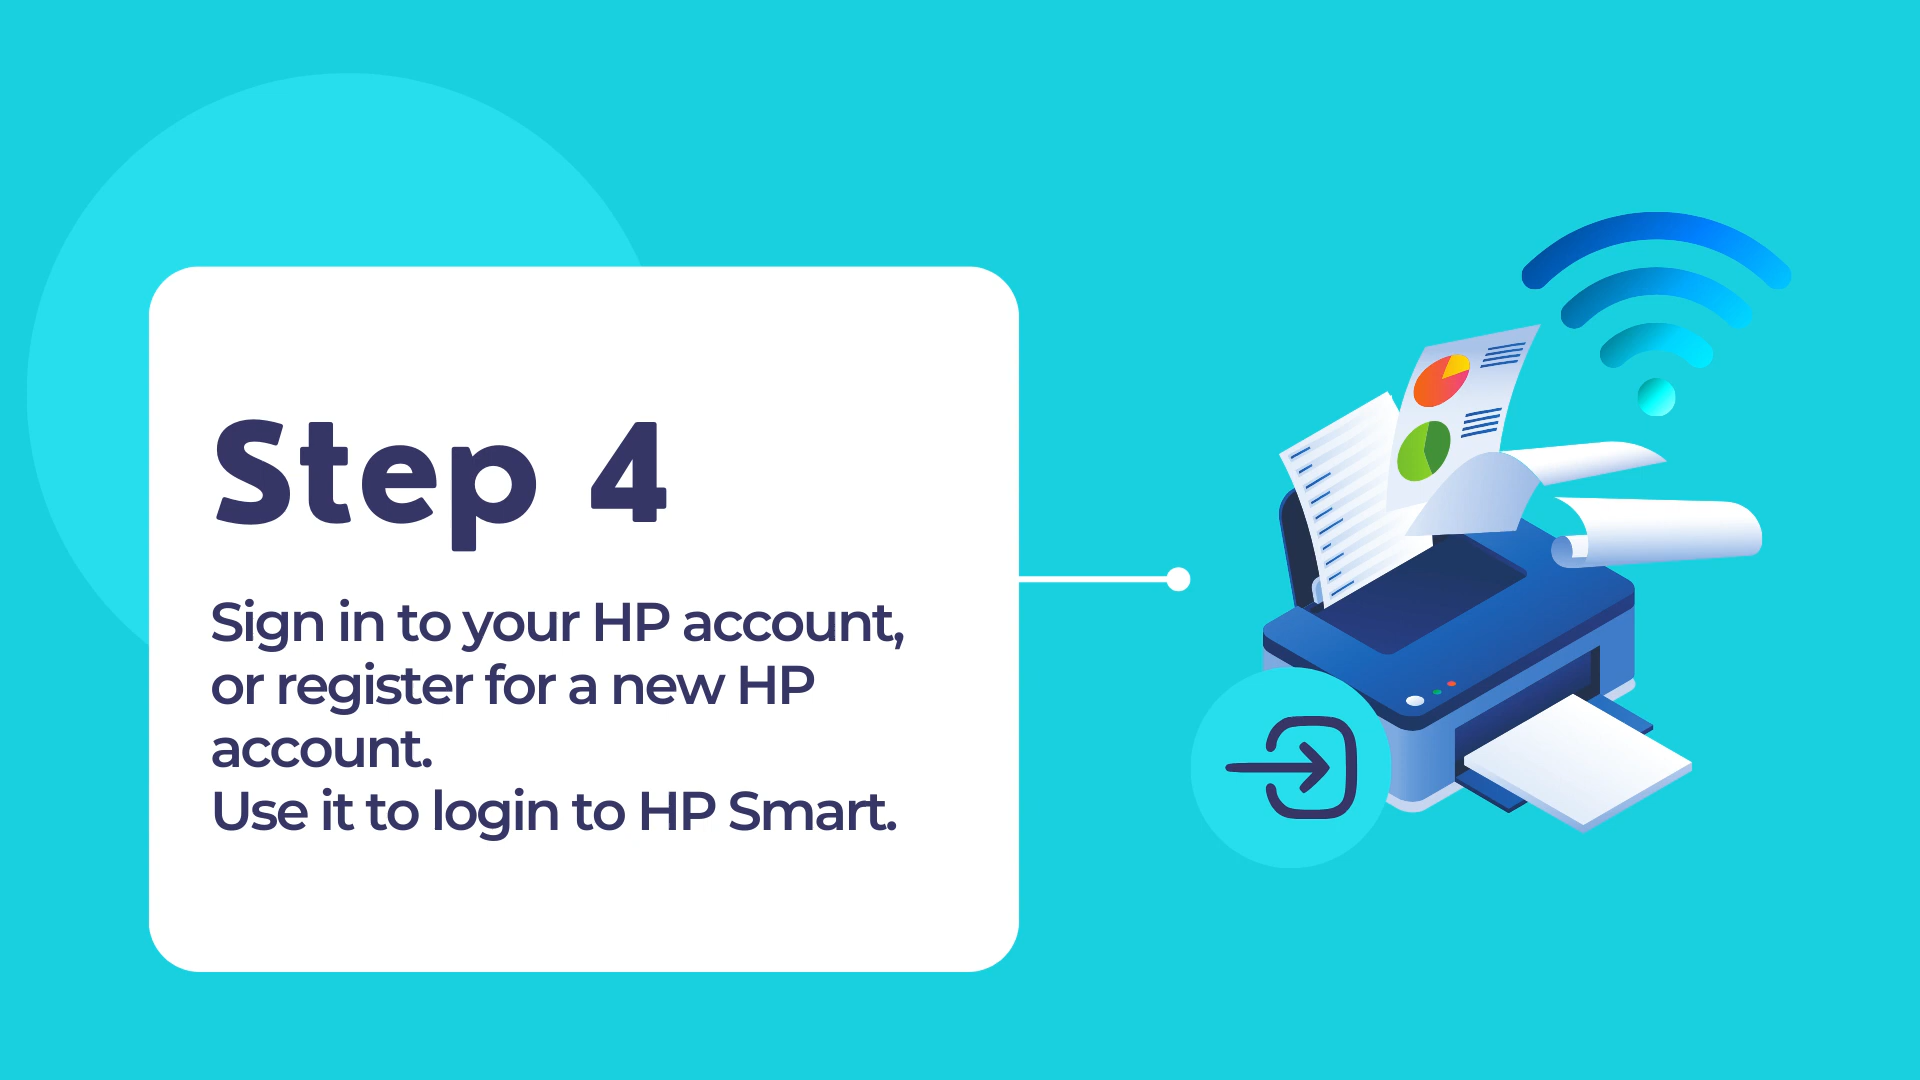 Step 4
Sign in to your HP account,
or register for a new HP
account.
Use it to login to HP Smart.